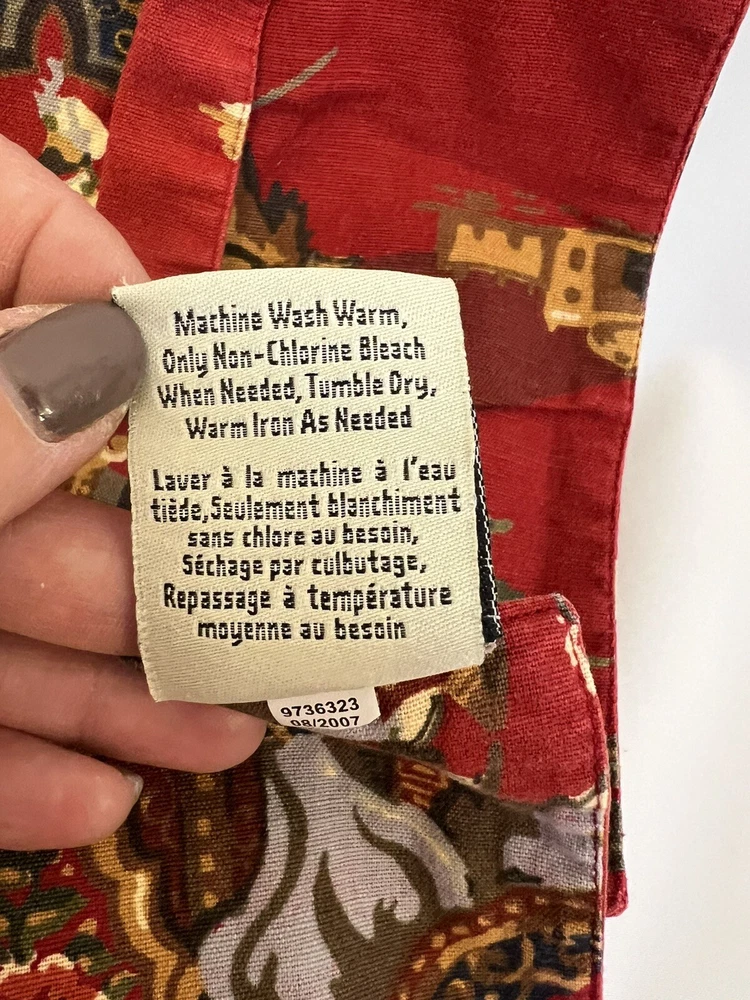 Machine Wash Warm,
Only Non-Chlorine Bleach
When Needed, Tumble Dry,
Warm Iron As Needed
Laver à la machine à l'eau
tiède, Seulement blanchiment
sans chlore au besoin,
Séchage par culbutage,
Repassage à température
moyenne au besoin
9736323
08/2007